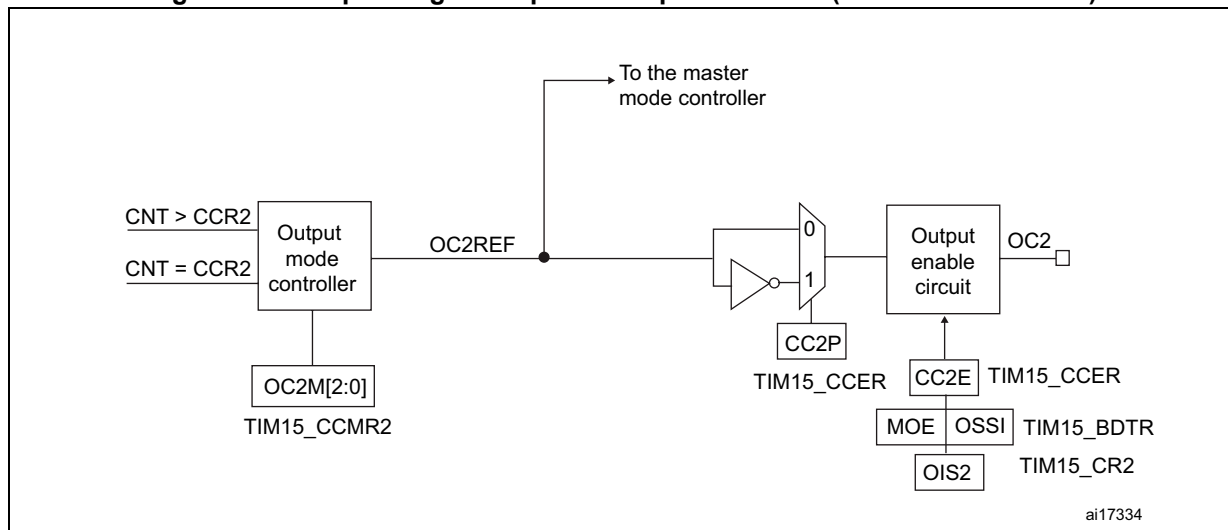 To the master
mode controller
CNT > CCR2
CNT = CCR2
Output
mode
controller
OC2REF
0
1
Output
enable
circuit
OC2
CC2P
TIM15_CCER
OC2M[2:0]
TIM15_CCMR2
CC2E
TIM15_CCER
MOE
OSSI
TIM15_BDTR
OIS2
TIM15_CR2
ai17334